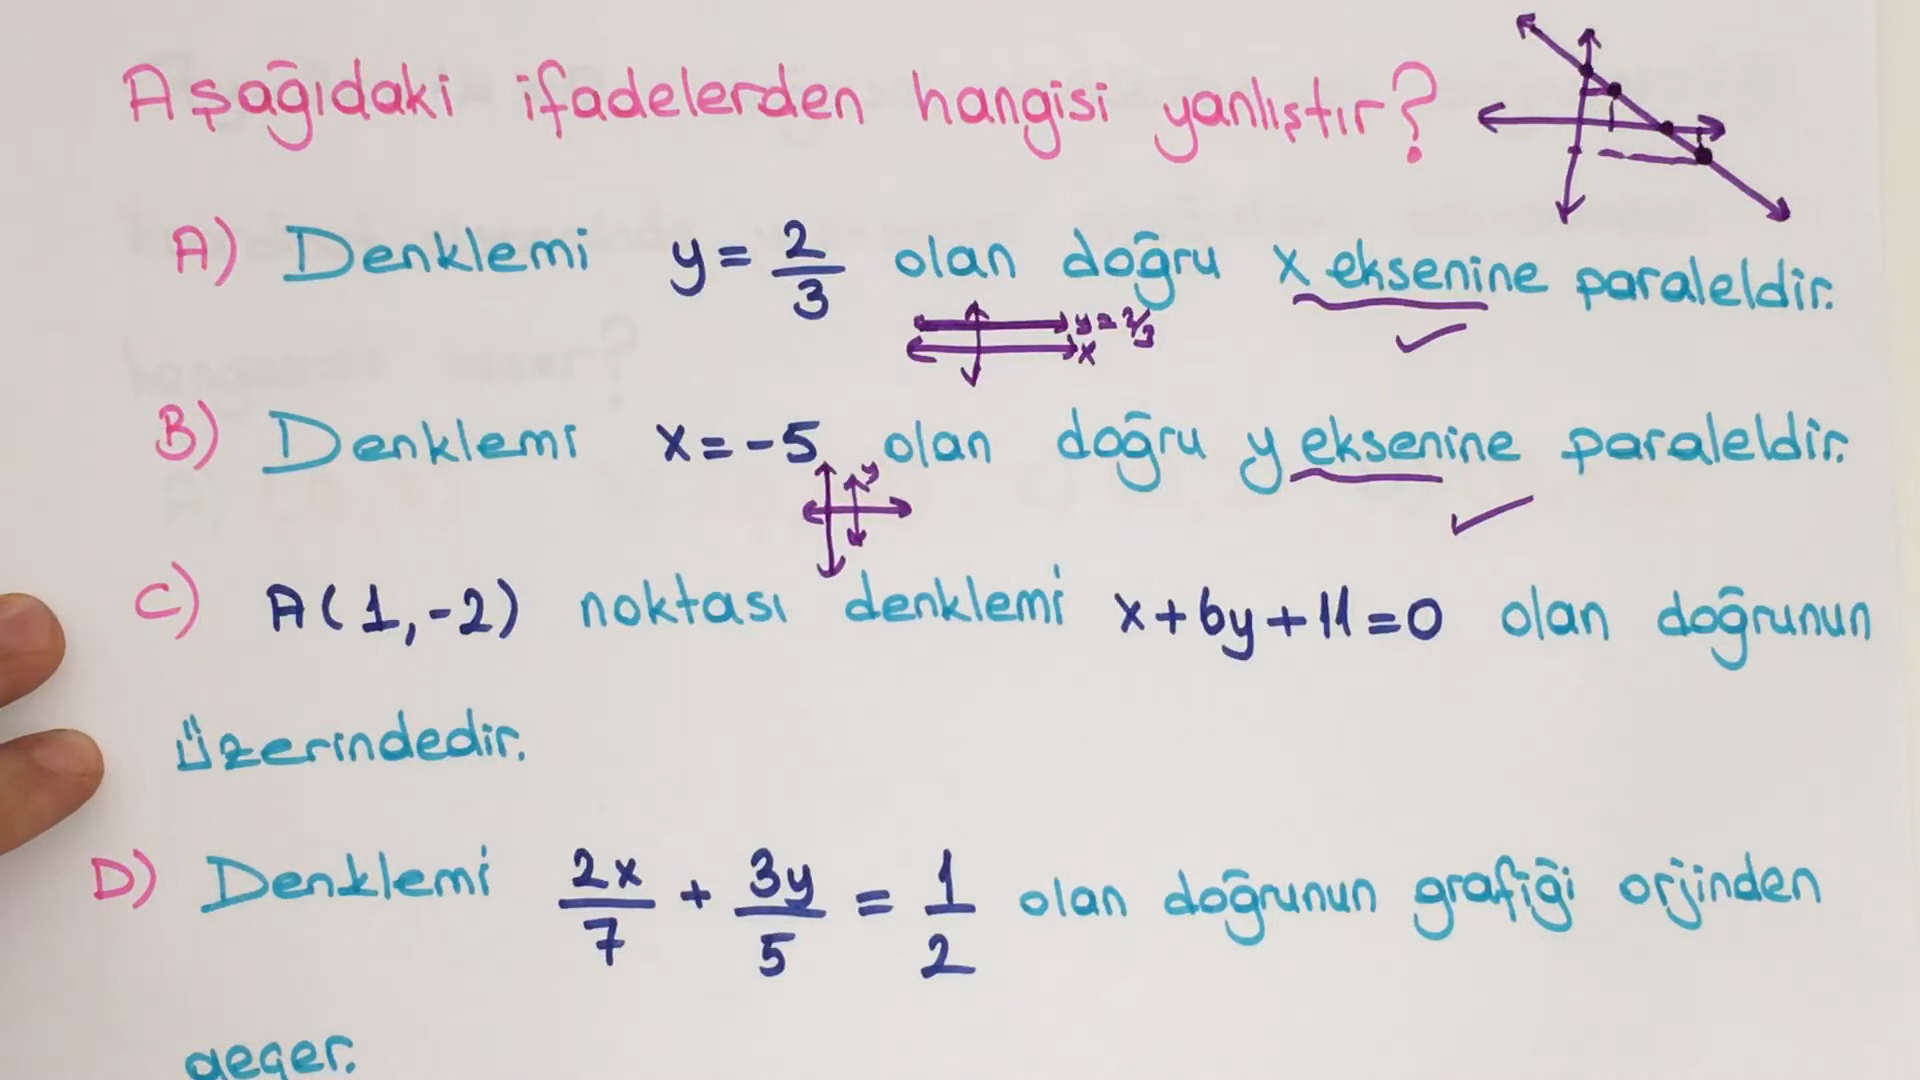 Aşağıdaki ifadelerden hangisi yanlıştır?
A) Denklemi y = 2/3 olan doğru x eksenine paraleldir.
y = 2/3
x
B) Denklemi x = -5 olan doğru y eksenine paraleldir.
y
C) A(1,-2) noktası denklemi x+6y+11=0 olan doğrunun
üzerindedir.
D) Denklemi 2x/7 + 3y/5 = 1/2 olan doğrunun grafiği orjinden
geçer.